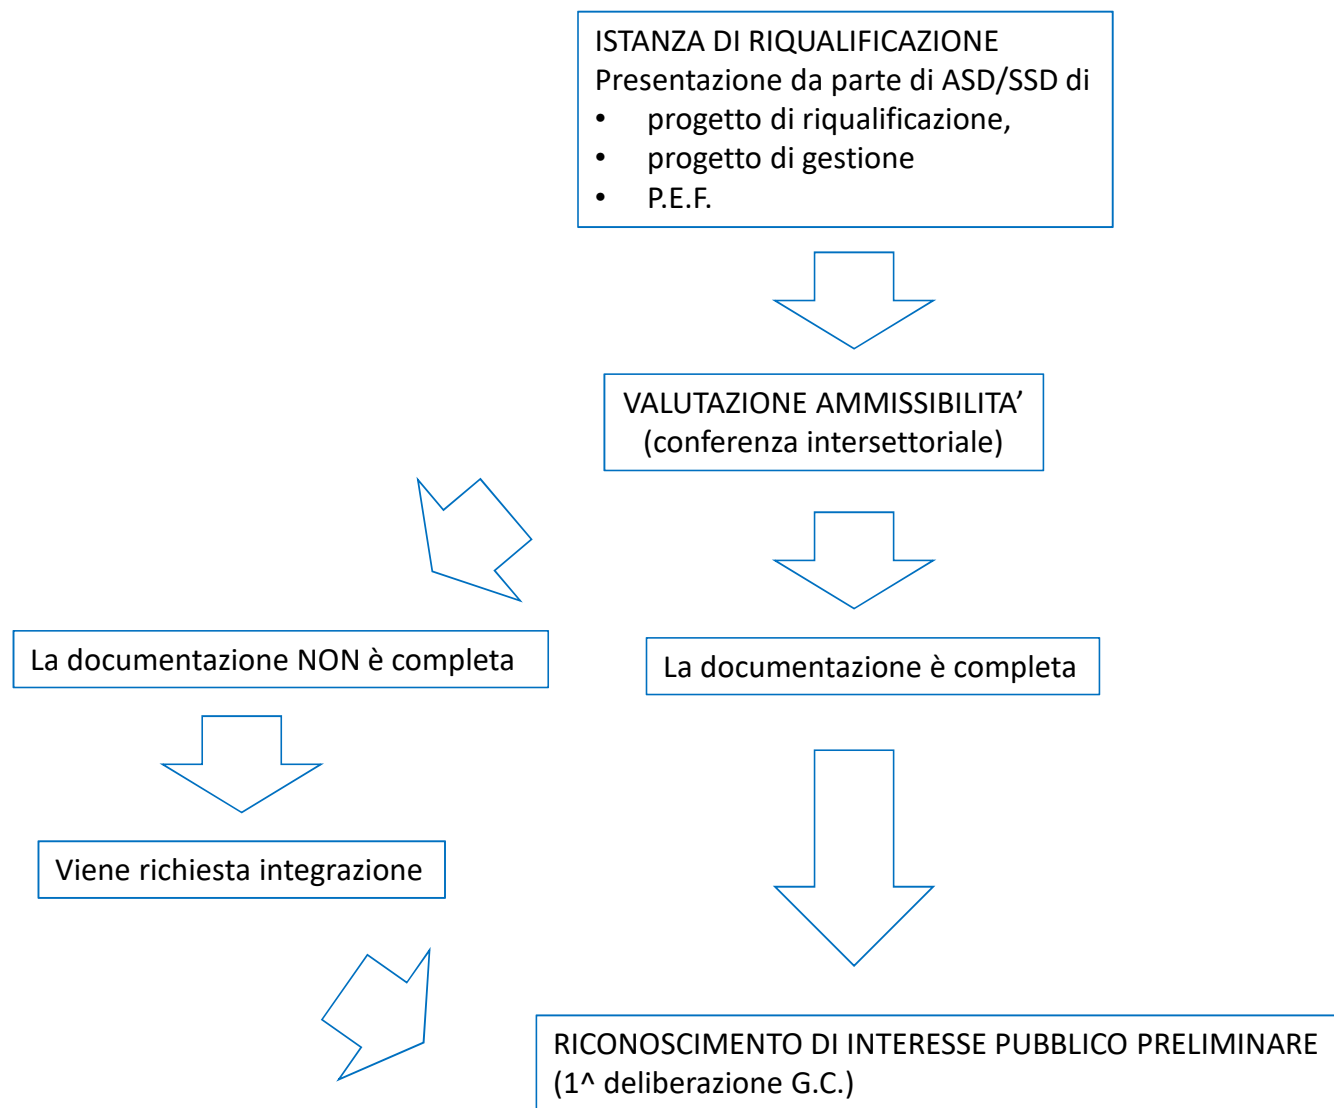 ISTANZA DI RIQUALIFICAZIONE
Presentazione da parte di ASD/SSD di
• progetto di riqualificazione,
• progetto di gestione
• P.E.F.
VALUTAZIONE AMMISSIBILITA’
(conferenza intersettoriale)
La documentazione NON è completa
La documentazione è completa
Viene richiesta integrazione
RICONOSCIMENTO DI INTERESSE PUBBLICO PRELIMINARE
(1^ deliberazione G.C.)